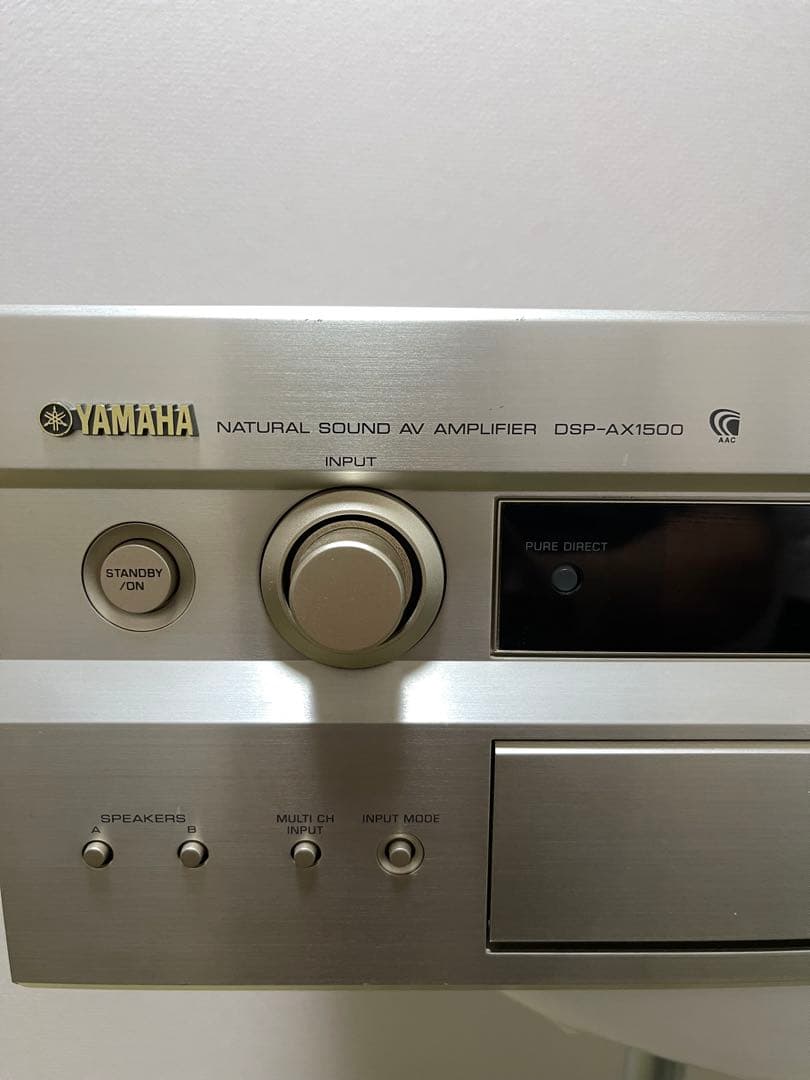 YAMAHA NATURAL SOUND AV AMPLIFIER DSP-AX1500 AAC
INPUT
STANDBY
/ON
PURE DIRECT
SPEAKERS
A B
MULTI CH
INPUT
INPUT MODE